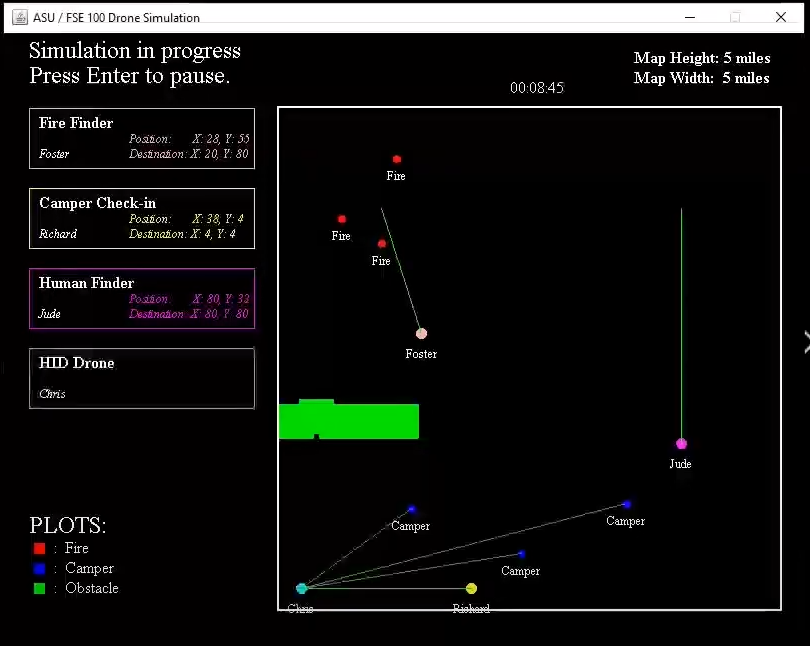 ASU / FSE 100 Drone Simulation
Simulation in progress
Press Enter to pause.
Map Height: 5 miles
Map Width: 5 miles
00:08:45
Fire Finder
Position: X: 28, Y: 55
Foster Destination: X: 20, Y: 80
Camper Check-in
Position: X: 38, Y: 4
Richard Destination: X: 4, Y: 4
Human Finder
Position: X: 80, Y: 32
Jude Destination: X: 80, Y: 80
HID Drone
Chris
Fire
Fire
Fire
Foster
Jude
Camper
Camper
Camper
Chris
Richard
PLOTS:
: Fire
: Camper
: Obstacle